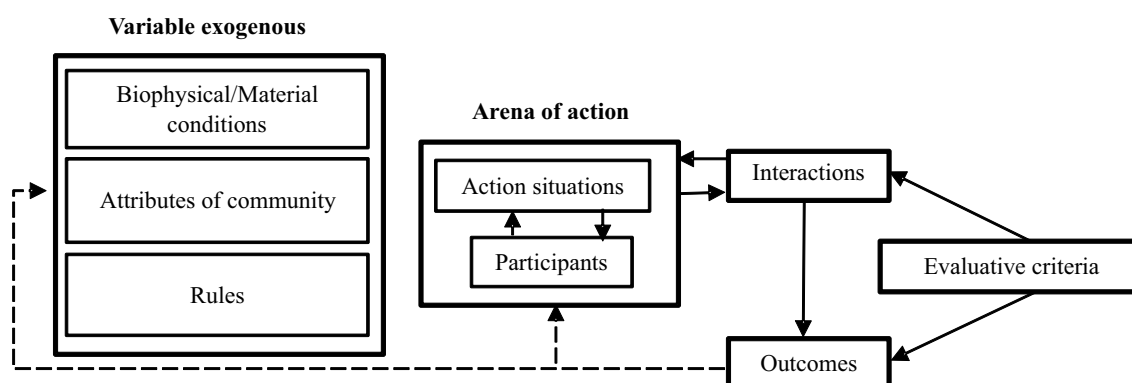 Variable exogenous
Biophysical/Material
conditions
Attributes of community
Rules
Arena of action
Action situations
Participants
Interactions
Evaluative criteria
Outcomes